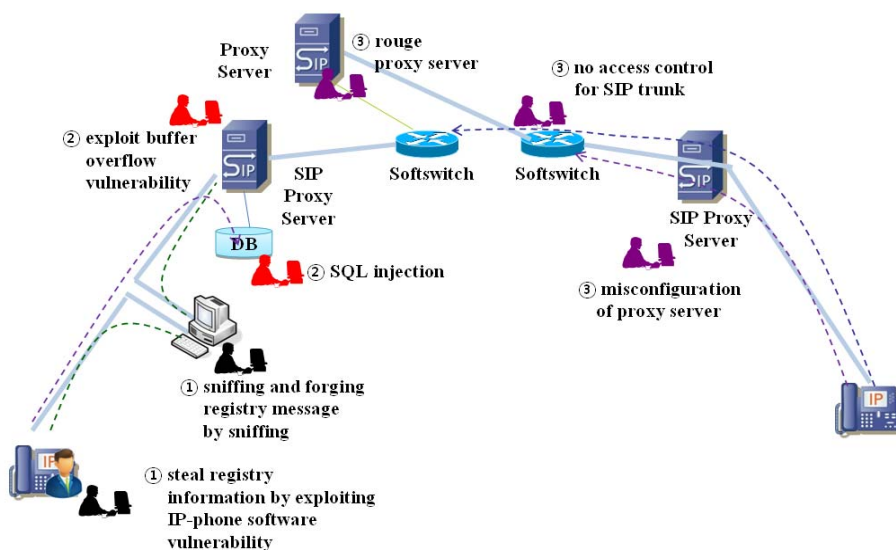 Proxy
Server
SIP
③ rouge
proxy server
③ no access control
for SIP trunk
② exploit buffer
overflow
vulnerability
SIP
SIP
Proxy
Server
Softswitch
Softswitch
SIP
SIP Proxy
Server
DB
② SQL injection
③ misconfiguration
of proxy server
① sniffing and forging
registry message
by sniffing
IP
IP
① steal registry
information by exploiting
IP-phone software
vulnerability